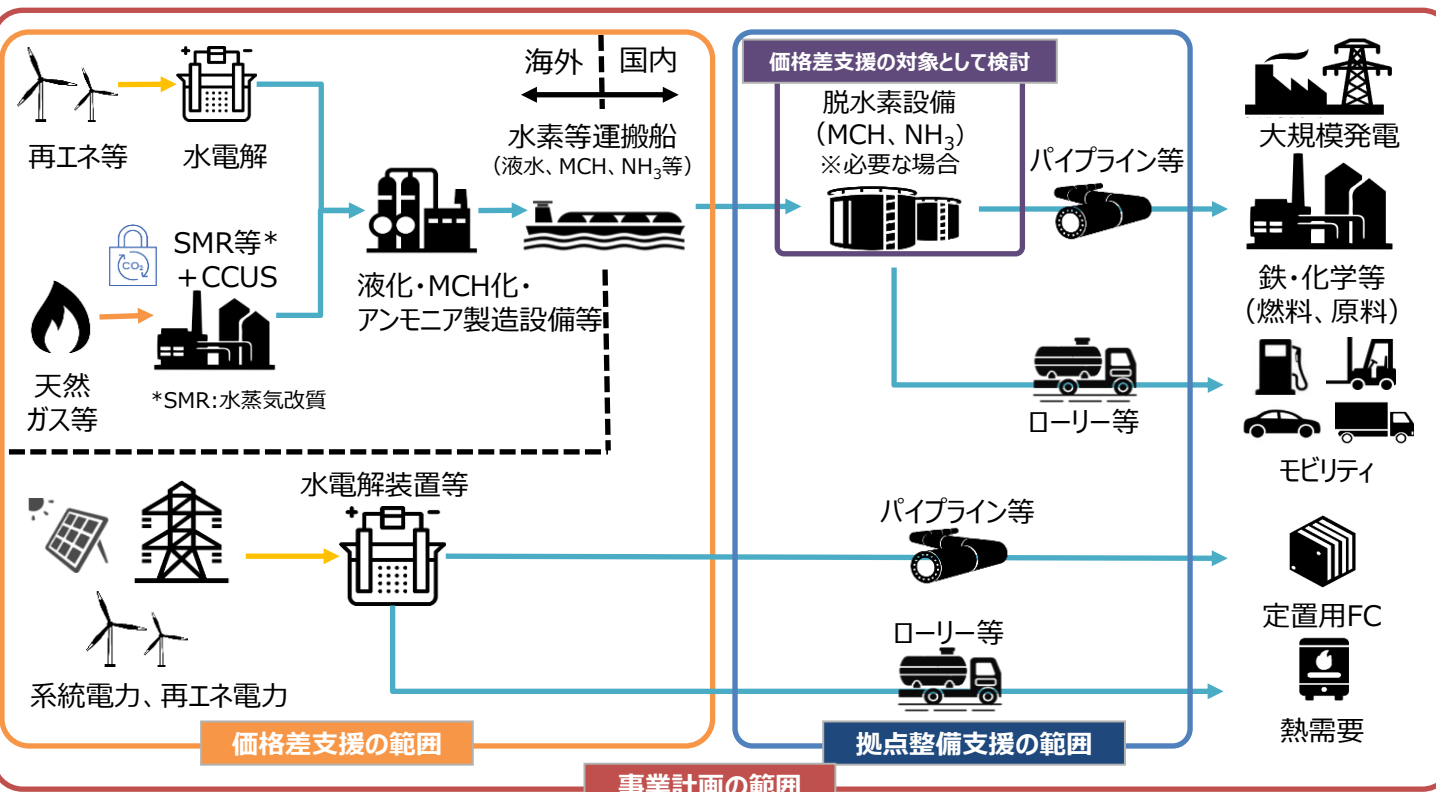 海外
国内
価格差支援の対象として検討
脱水素設備
（MCH、NH₃）
※必要な場合
大規模発電
再エネ等
水電解
水素等運搬船
（液水、MCH、NH₃等）
パイプライン等
CO₂
SMR等*
＋CCUS
液化・MCH化・
アンモニア製造設備等
鉄・化学等
（燃料、原料）
天然
ガス等
*SMR:水蒸気改質
ローリー等
モビリティ
水電解装置等
パイプライン等
定置用FC
ローリー等
系統電力、再エネ電力
熱需要
価格差支援の範囲
拠点整備支援の範囲
事業計画の範囲